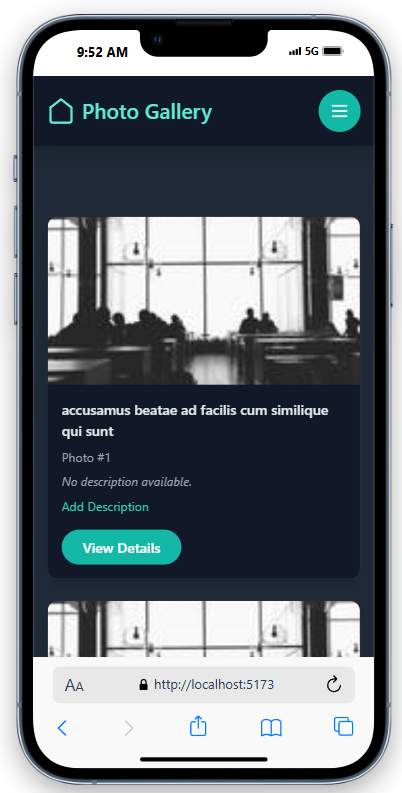 9:52 AM
5G
Photo Gallery
accusamus beatae ad facilis cum similique
qui sunt
Photo #1
No description available.
Add Description
View Details
AA
http://localhost:5173